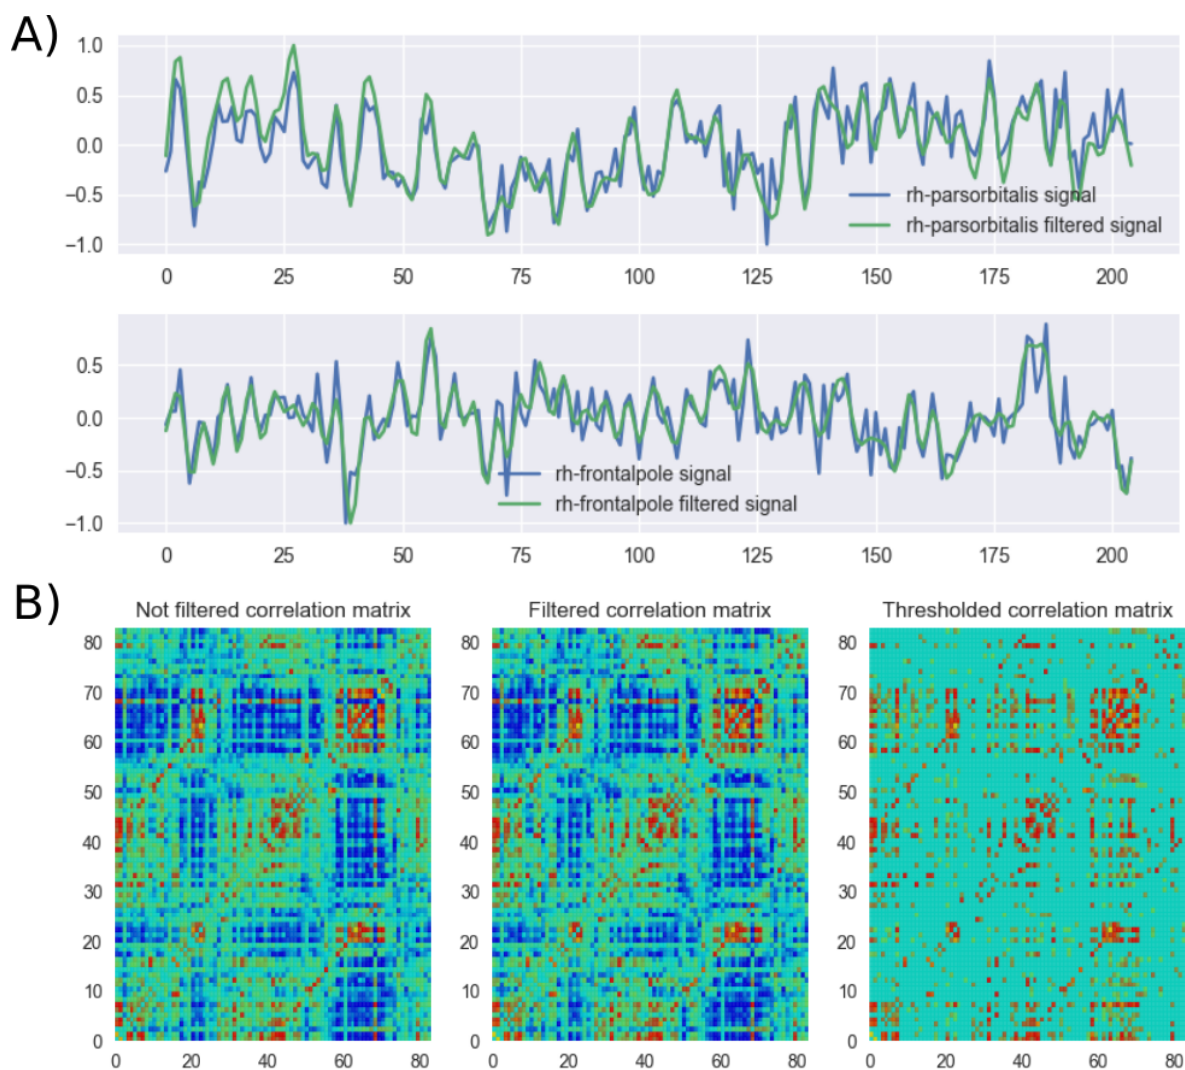 A)
1.0
0.5
0.0
−0.5
−1.0
rh-parsorbitalis signal
rh-parsorbitalis filtered signal
0 25 50 75 100 125 150 175 200
0.5
0.0
−0.5
−1.0
rh-frontalpole signal
rh-frontalpole filtered signal
0 25 50 75 100 125 150 175 200
B)
Not filtered correlation matrix
80
70
60
50
40
30
20
10
0
0 20 40 60 80
Filtered correlation matrix
80
70
60
50
40
30
20
10
0
0 20 40 60 80
Thresholded correlation matrix
80
70
60
50
40
30
20
10
0
0 20 40 60 80